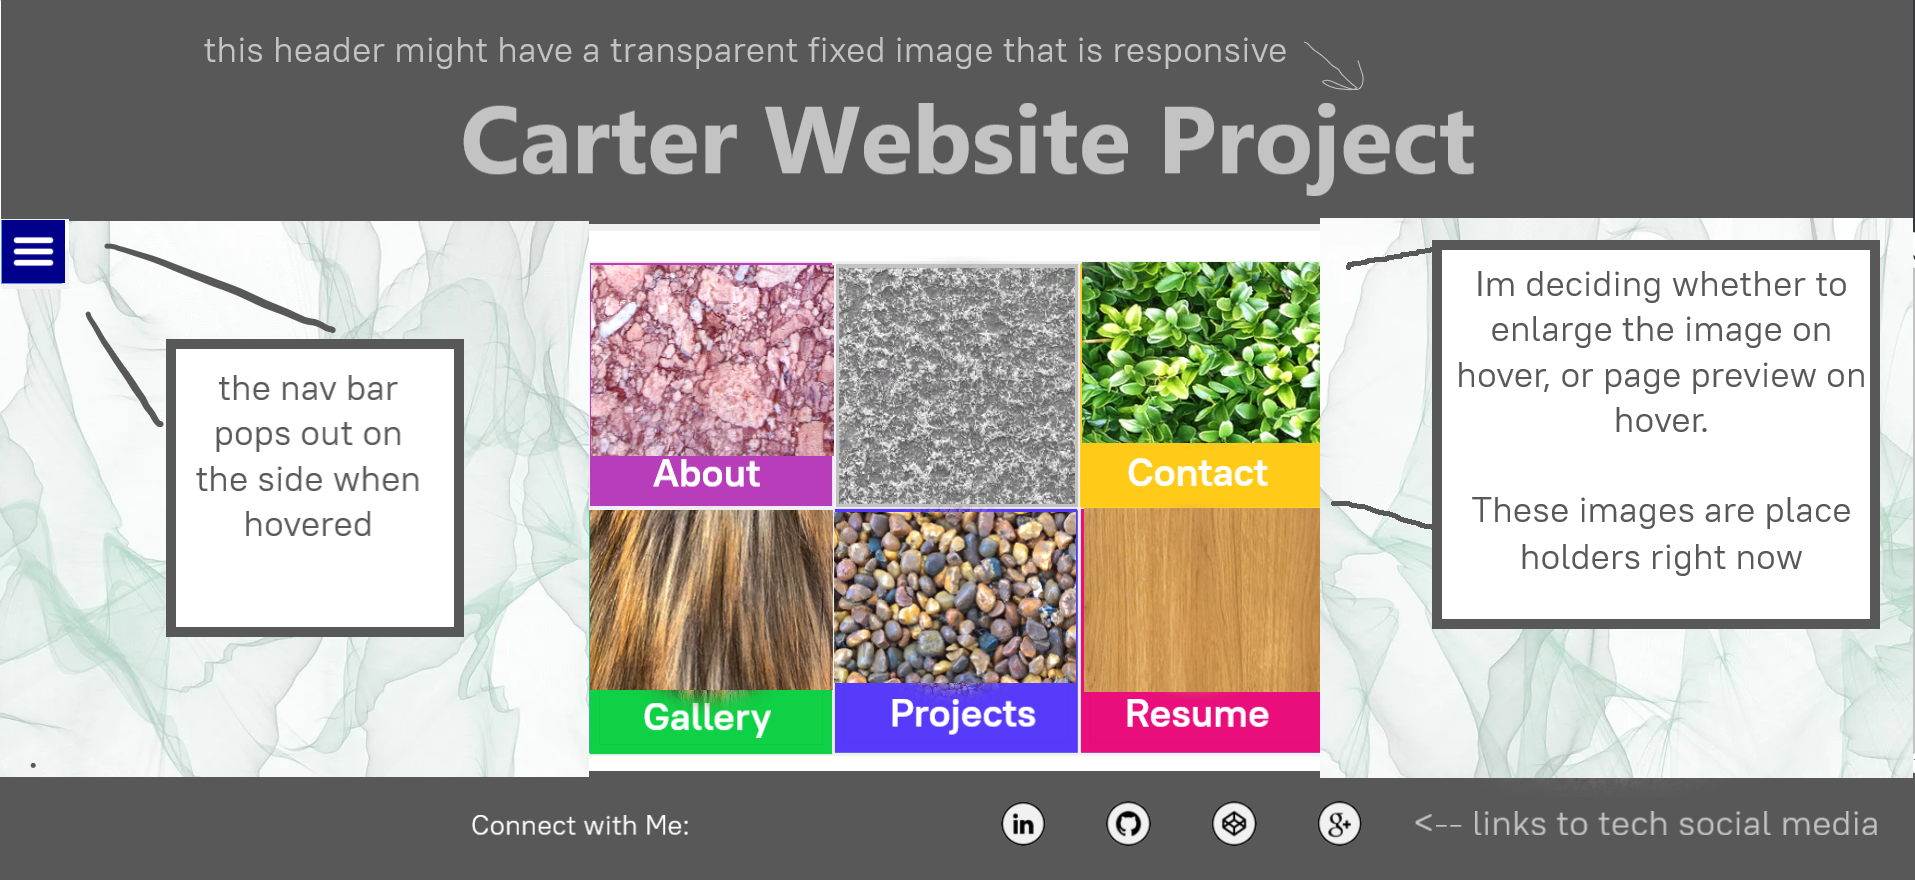 this header might have a transparent fixed image that is responsive
Carter Website Project
the nav bar
pops out on
the side when
hovered
About
Contact
Gallery
Projects
Resume
Im deciding whether to
enlarge the image on
hover, or page preview on
hover.
These images are place
holders right now
Connect with Me:
in
g+
<-- links to tech social media